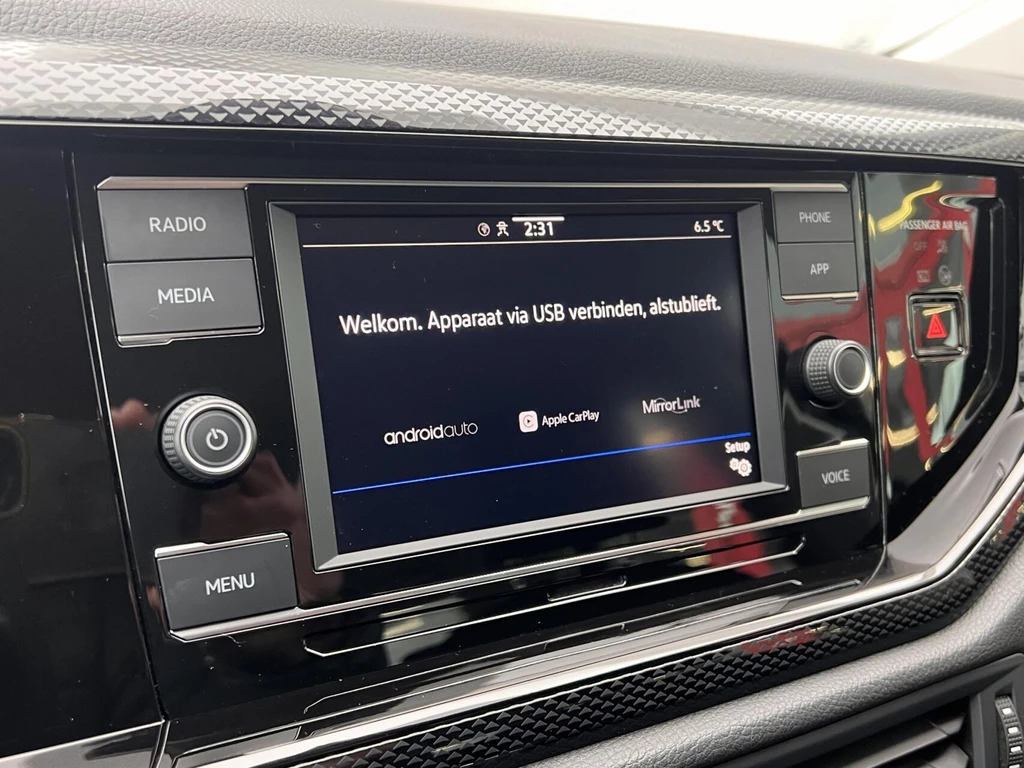 RADIO
MEDIA
MENU
2:31
6.5 °C
Welkom. Apparaat via USB verbinden, alstublieft.
androidauto
Apple CarPlay
MirrorLink
Setup
PHONE
APP
VOICE
PASSENGER AIR BAG
OFF